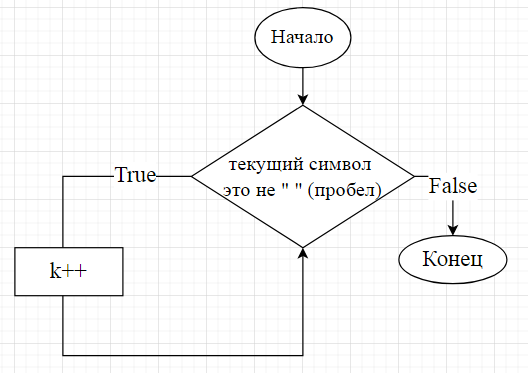 Начало
текущий символ
это не " " (пробел)
True
False
k++
Конец